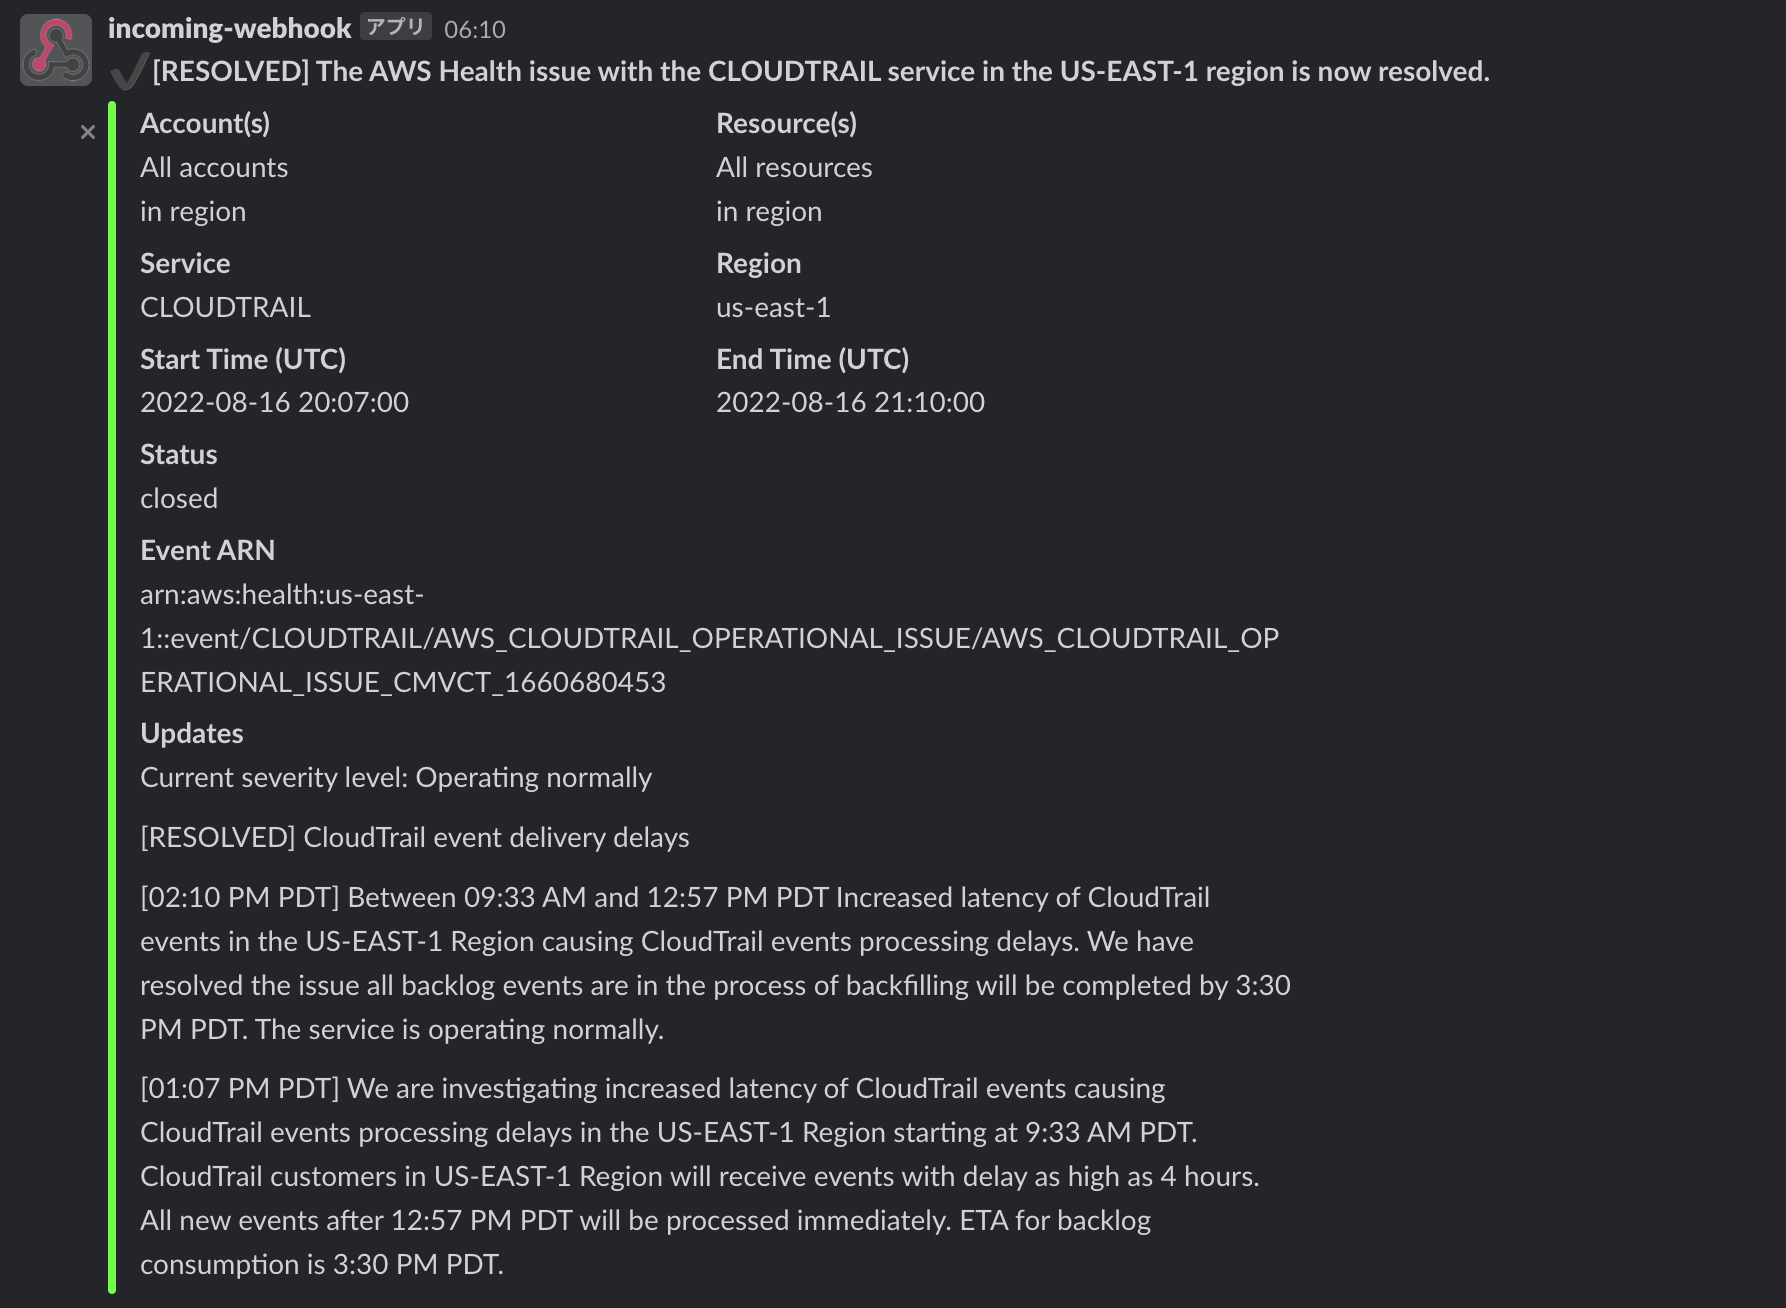 incoming-webhook アプリ 06:10
[RESOLVED] The AWS Health issue with the CLOUDTRAIL service in the US-EAST-1 region is now resolved.
Account(s)
All accounts
in region
Resource(s)
All resources
in region
Service
CLOUDTRAIL
Region
us-east-1
Start Time (UTC)
2022-08-16 20:07:00
End Time (UTC)
2022-08-16 21:10:00
Status
closed
Event ARN
arn:aws:health:us-east-
1::event/CLOUDTRAIL/AWS_CLOUDTRAIL_OPERATIONAL_ISSUE/AWS_CLOUDTRAIL_OP
ERATIONAL_ISSUE_CMVCT_1660680453
Updates
Current severity level: Operating normally
[RESOLVED] CloudTrail event delivery delays
[02:10 PM PDT] Between 09:33 AM and 12:57 PM PDT Increased latency of CloudTrail
events in the US-EAST-1 Region causing CloudTrail events processing delays. We have
resolved the issue all backlog events are in the process of backfilling will be completed by 3:30
PM PDT. The service is operating normally.
[01:07 PM PDT] We are investigating increased latency of CloudTrail events causing
CloudTrail events processing delays in the US-EAST-1 Region starting at 9:33 AM PDT.
CloudTrail customers in US-EAST-1 Region will receive events with delay as high as 4 hours.
All new events after 12:57 PM PDT will be processed immediately. ETA for backlog
consumption is 3:30 PM PDT.